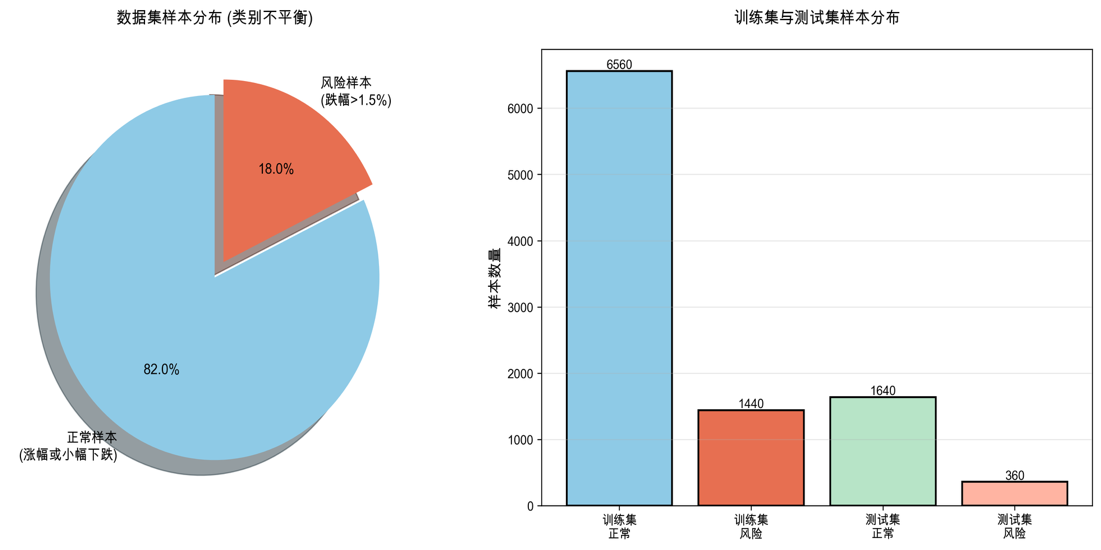 数据集样本分布 (类别不平衡)
风险样本
(跌幅>1.5%)
18.0%
82.0%
正常样本
(涨幅或小幅下跌)
训练集与测试集样本分布
样本数量
6000
5000
4000
3000
2000
1000
0
6560
1440
1640
360
训练集
正常
训练集
风险
测试集
正常
测试集
风险